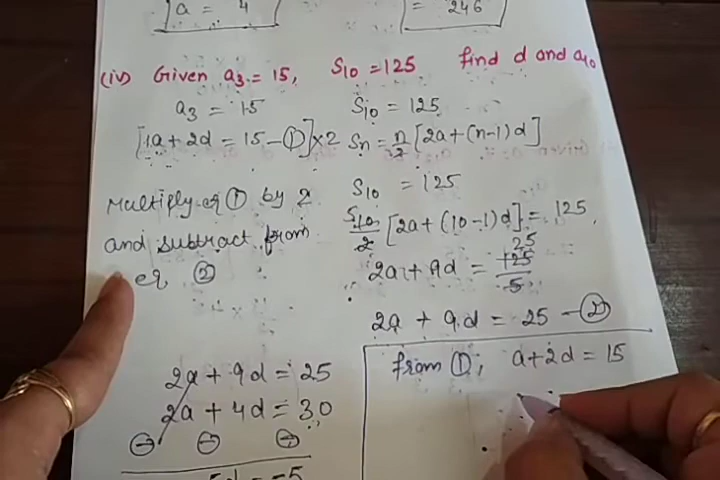 a = 4
= 246
(iv) Given a₃ = 15, S₁₀ = 125 find d and a₁₀
a₃ = 15
[1a + 2d = 15 - ①] × 2
Multiply eq ① by 2
and subtract from
eq ②
2a + 9d = 25
2a + 4d = 30
⊖ ⊖ ⊖
5d = -5
S₁₀ = 125
Sn = n/2 [2a + (n-1)d]
S₁₀ = 125
5 10/2 [2a + (10-1)d] = 125
25
2a + 9d = 125/5
2a + 9d = 25 - ②
from ①, a + 2d = 15